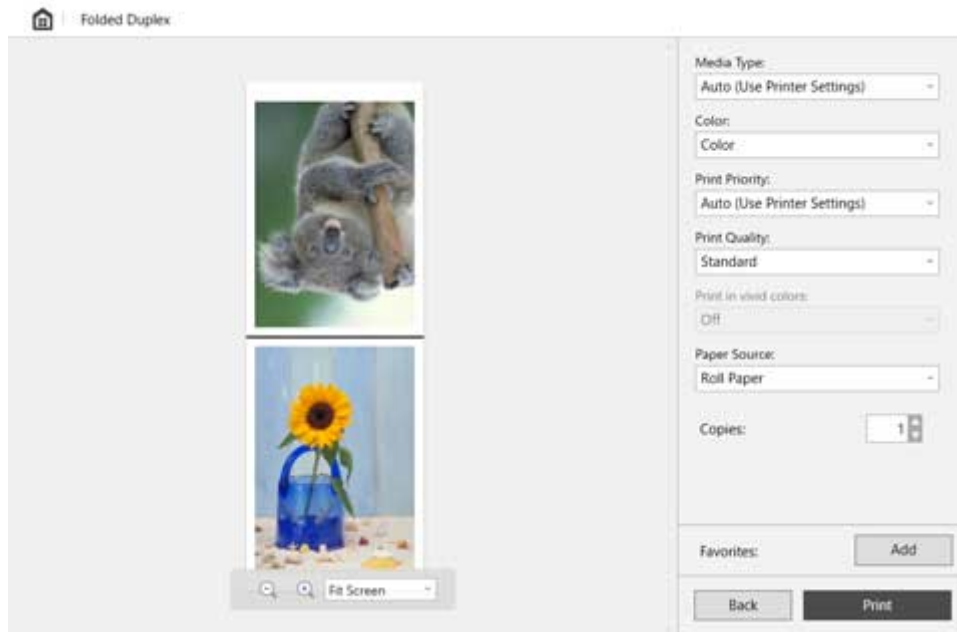 Folded Duplex
Media Type:
Auto (Use Printer Settings)
Color:
Color
Print Priority:
Auto (Use Printer Settings)
Print Quality:
Standard
Print in vivid colors:
Off
Paper Source:
Roll Paper
Copies:
1
Favorites:
Add
Fit Screen
Back
Print